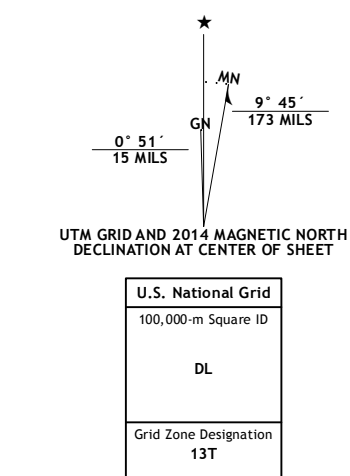 ★
MN
GN
9° 45´
173 MILS
0° 51´
15 MILS
UTM GRID AND 2014 MAGNETIC NORTH
DECLINATION AT CENTER OF SHEET
U.S. National Grid
100,000-m Square ID
DL
Grid Zone Designation
13T